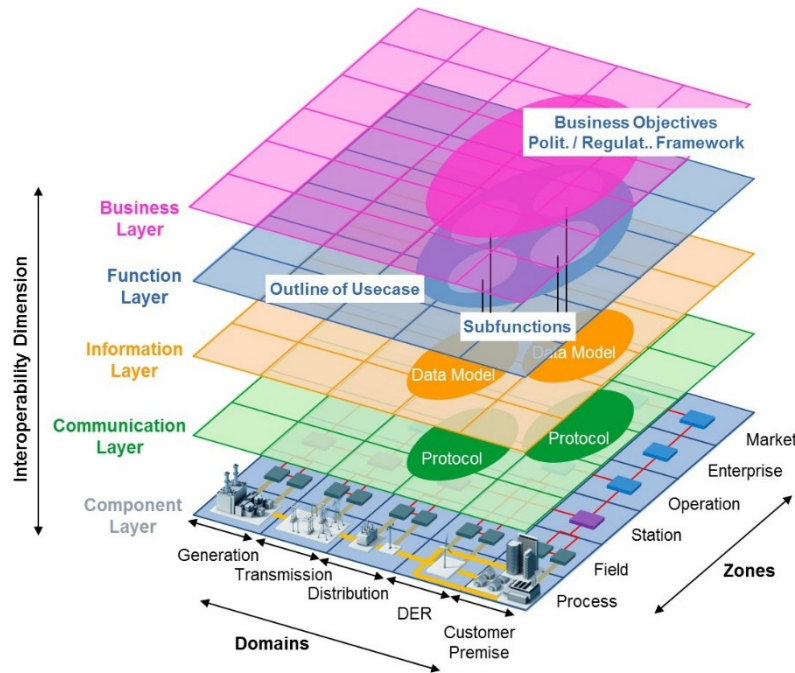 Business Objectives
Polit. / Regulat.. Framework
Business
Layer
Function
Layer
Outline of Usecase
Subfunctions
Information
Layer
Data Model
Data Model
Communication
Layer
Protocol
Protocol
Component
Layer
Interoperability Dimension
Market
Enterprise
Operation
Station
Field
Process
Zones
Generation
Transmission
Distribution
DER
Customer
Premise
Domains